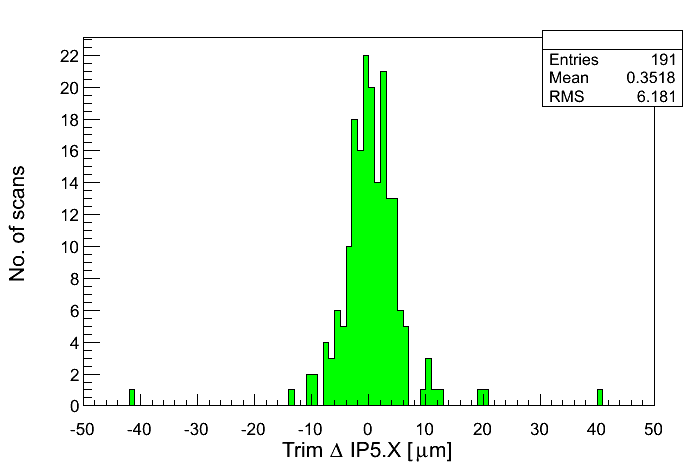 Entries 191
Mean 0.3518
RMS 6.181
22
20
18
16
14
12
10
8
6
4
2
0
No. of scans
-50 -40 -30 -20 -10 0 10 20 30 40 50
Trim Δ IP5.X [μm]